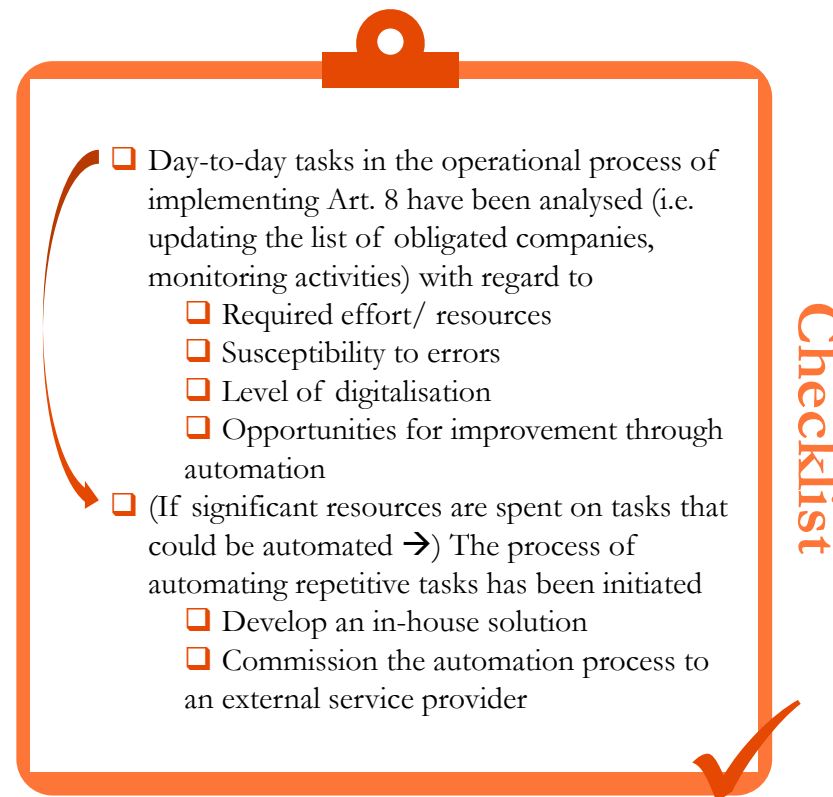 Day-to-day tasks in the operational process of
implementing Art. 8 have been analysed (i.e.
updating the list of obligated companies,
monitoring activities) with regard to
Required effort/ resources
Susceptibility to errors
Level of digitalisation
Opportunities for improvement through
automation
(If significant resources are spent on tasks that
could be automated →) The process of
automating repetitive tasks has been initiated
Develop an in-house solution
Commission the automation process to
an external service provider
Checklist